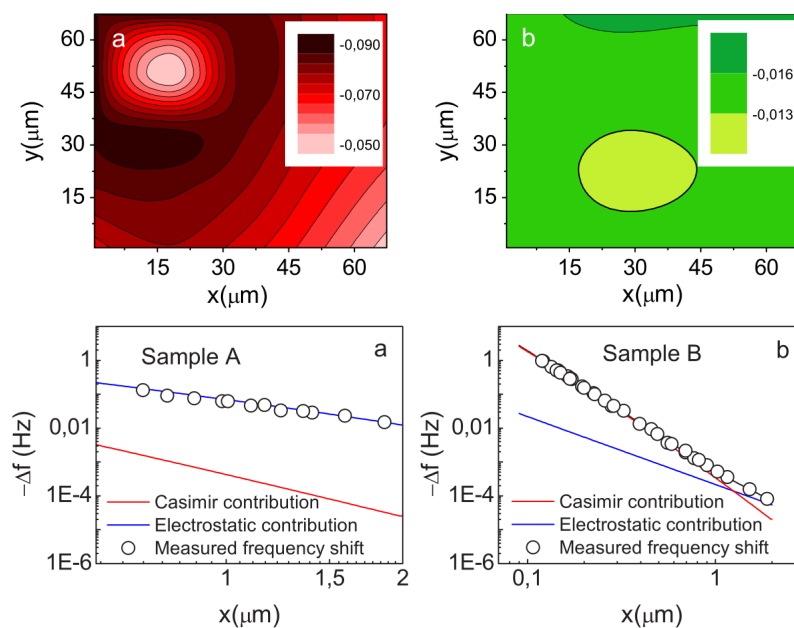 a
y(μm)
60
45
30
15
-0,090
-0,070
-0,050
15 30 45 60
x(μm)
b
y(μm)
60
45
30
15
-0,016
-0,013
15 30 45 60
x(μm)
Sample A
a
−Δf (Hz)
1
0,01
1E-4
1E-6
Casimir contribution
Electrostatic contribution
Measured frequency shift
1 1,5 2
x(μm)
Sample B
b
−Δf (Hz)
1
0,01
1E-4
1E-6
Casimir contribution
Electrostatic contribution
Measured frequency shift
0,1 1
x(μm)